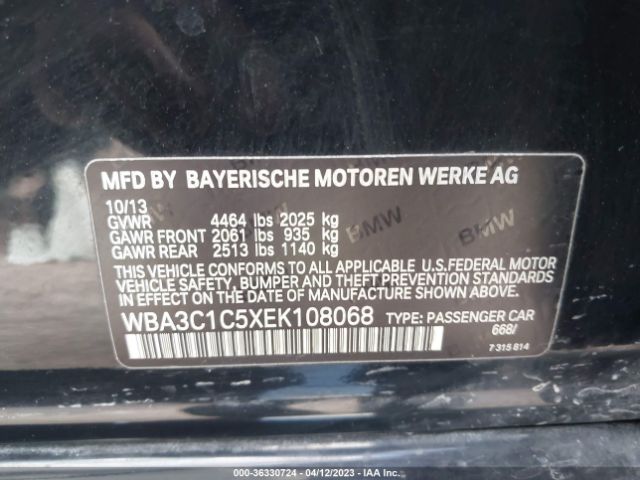 MFD BY BAYERISCHE MOTOREN WERKE AG
10/13
GVWR 4464 lbs 2025 kg
GAWR FRONT 2061 lbs 935 kg
GAWR REAR 2513 lbs 1140 kg
THIS VEHICLE CONFORMS TO ALL APPLICABLE U.S.FEDERAL MOTOR
VEHICLE SAFETY, BUMPER AND THEFT PREVENTION STANDARDS
IN EFFECT ON THE DATE OF MANUFACTURE SHOWN ABOVE.
WBA3C1C5XEK108068 TYPE: PASSENGER CAR
668/
7 315 814
BMW
BMW
000-36330724 - 04/12/2023 - IAA Inc.